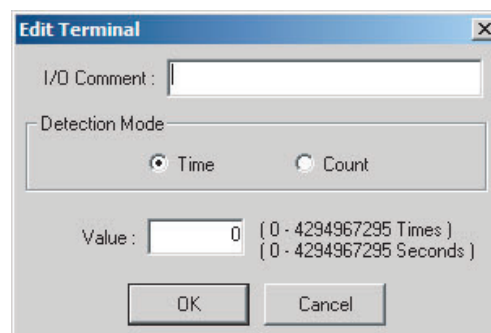 Edit Terminal
I/O Comment :
Detection Mode
Time Count
Value : 0 ( 0 - 4294967295 Times )
( 0 - 4294967295 Seconds )
OK Cancel